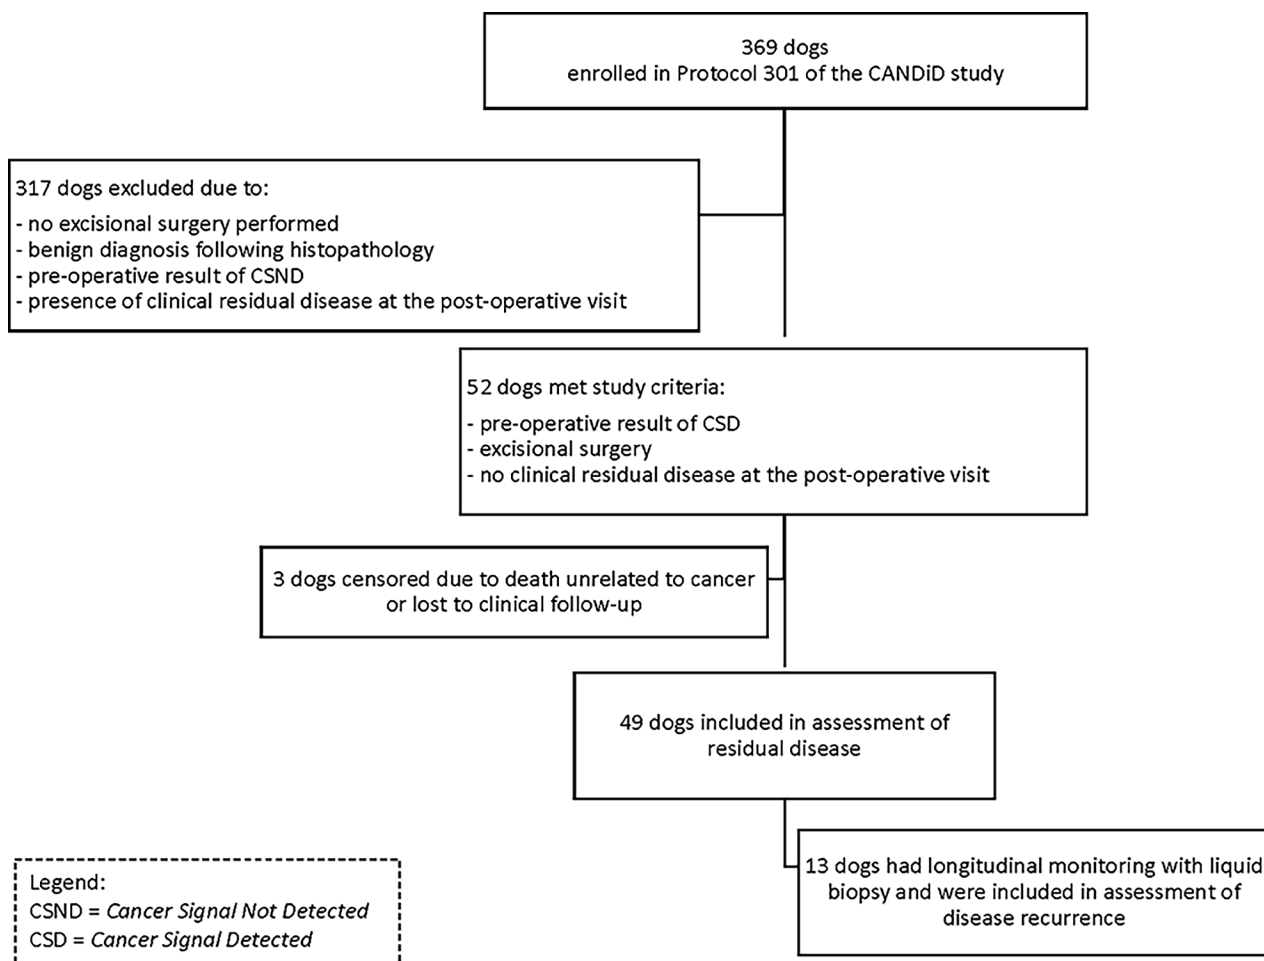 369 dogs
enrolled in Protocol 301 of the CANDiD study
317 dogs excluded due to:
- no excisional surgery performed
- benign diagnosis following histopathology
- pre-operative result of CSND
- presence of clinical residual disease at the post-operative visit
52 dogs met study criteria:
- pre-operative result of CSD
- excisional surgery
- no clinical residual disease at the post-operative visit
3 dogs censored due to death unrelated to cancer
or lost to clinical follow-up
49 dogs included in assessment of
residual disease
13 dogs had longitudinal monitoring with liquid
biopsy and were included in assessment of
disease recurrence
Legend:
CSND = Cancer Signal Not Detected
CSD = Cancer Signal Detected